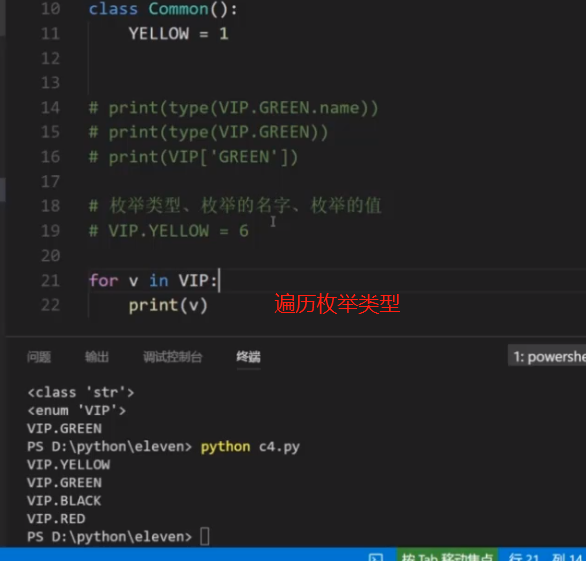 10 class Common():
11 YELLOW = 1
12
13
14 # print(type(VIP.GREEN.name))
15 # print(type(VIP.GREEN))
16 # print(VIP['GREEN'])
17
18 # 枚举类型、枚举的名字、枚举的值
19 # VIP.YELLOW = 6
20
21 for v in VIP:
22 print(v) 遍历枚举类型
问题 输出 调试控制台 终端 1: powershe
<class 'str'>
<enum 'VIP'>
VIP.GREEN
PS D:\python\eleven> python c4.py
VIP.YELLOW
VIP.GREEN
VIP.BLACK
VIP.RED
PS D:\python\eleven>
按 Tab 移动焦点 行 21, 列 14